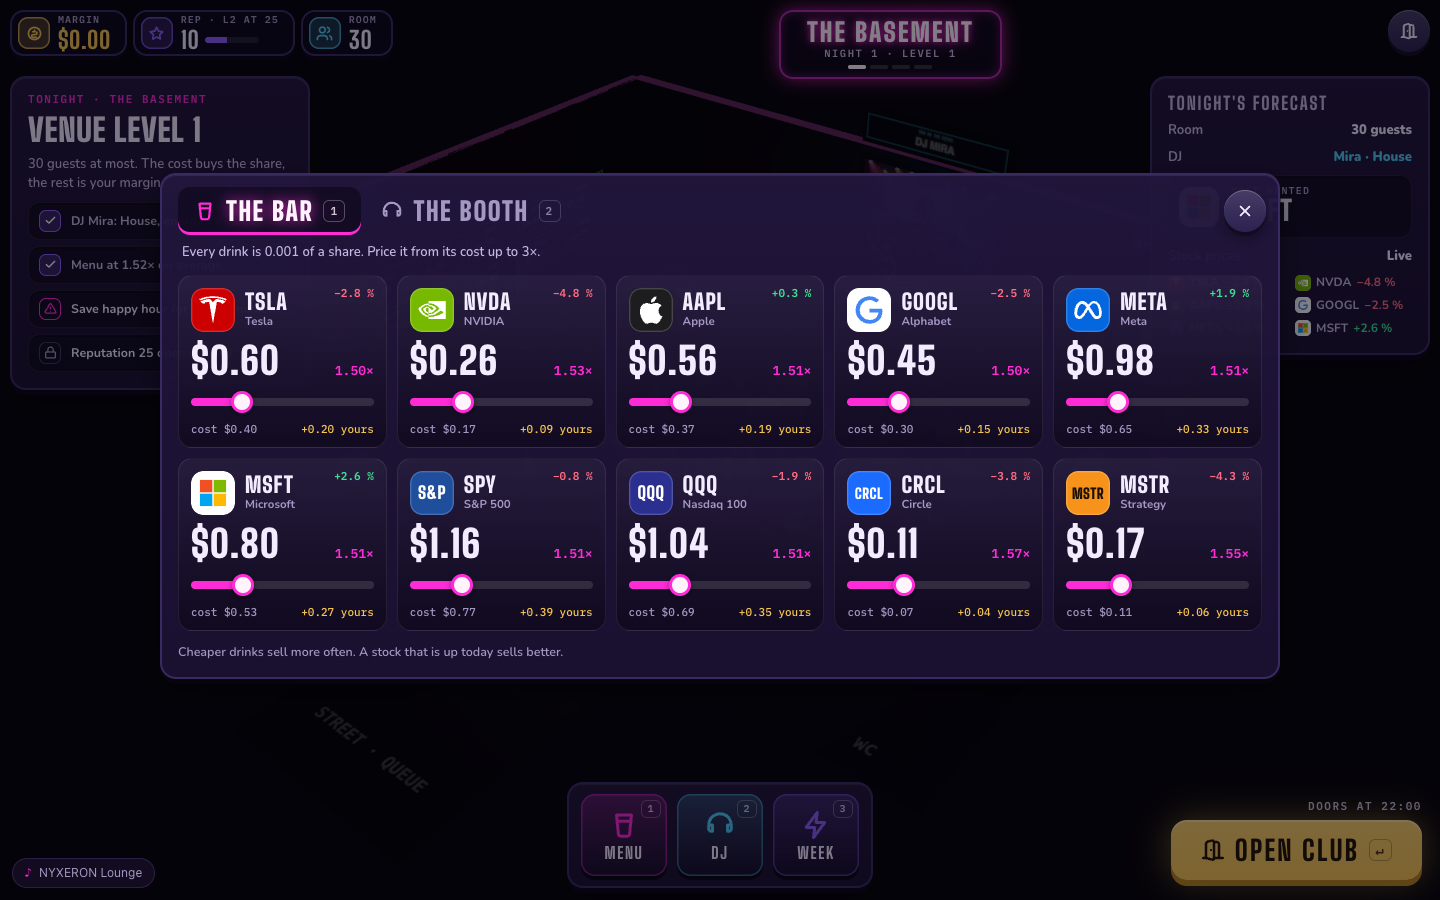 MARGIN
$0.00
REP · L2 AT 25
10
ROOM
30
THE BASEMENT
NIGHT 1 · LEVEL 1
TONIGHT · THE BASEMENT
VENUE LEVEL 1
30 guests at most. The cost buys the share,
the rest is your margin
DJ Mira: House,
Menu at 1.52×
Save happy hou
Reputation 25
DJ MIRA
TONIGHT'S FORECAST
Room 30 guests
DJ Mira · House
NTED
T
Live
NVDA −4.8 %
GOOGL −2.5 %
MSFT +2.6 %
THE BAR 1
THE BOOTH 2
Every drink is 0.001 of a share. Price it from its cost up to 3×.
TSLA −2.8 %
Tesla
$0.60 1.50×
cost $0.40 +0.20 yours
NVDA −4.8 %
NVIDIA
$0.26 1.53×
cost $0.17 +0.09 yours
AAPL +0.3 %
Apple
$0.56 1.51×
cost $0.37 +0.19 yours
GOOGL −2.5 %
Alphabet
$0.45 1.50×
cost $0.30 +0.15 yours
META +1.9 %
Meta
$0.98 1.51×
cost $0.65 +0.33 yours
MSFT +2.6 %
Microsoft
$0.80 1.51×
cost $0.53 +0.27 yours
S&P
SPY −0.8 %
S&P 500
$1.16 1.51×
cost $0.77 +0.39 yours
QQQ
QQQ −1.9 %
Nasdaq 100
$1.04 1.51×
cost $0.69 +0.35 yours
CRCL
CRCL −3.8 %
Circle
$0.11 1.57×
cost $0.07 +0.04 yours
MSTR
MSTR −4.3 %
Strategy
$0.17 1.55×
cost $0.11 +0.06 yours
Cheaper drinks sell more often. A stock that is up today sells better.
STREET · QUEUE
WC
1
MENU
2
DJ
3
WEEK
DOORS AT 22:00
OPEN CLUB ↵
♪ NYXERON Lounge